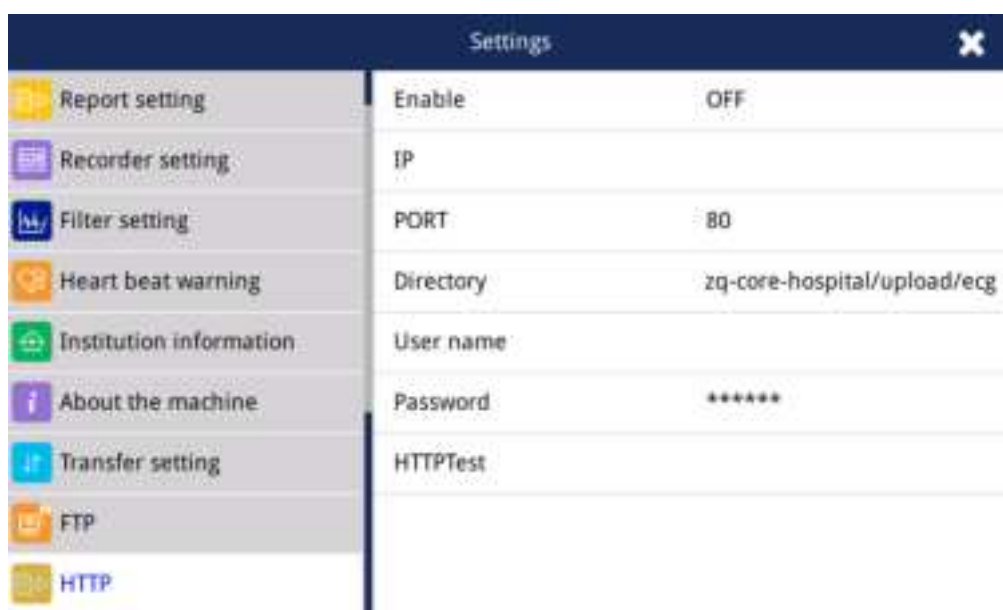 Settings
Report setting
Recorder setting
Filter setting
Heart beat warning
Institution information
About the machine
Transfer setting
FTP
HTTP
Enable OFF
IP
PORT 80
Directory zq-core-hospital/upload/ecg
User name
Password ******
HTTPTest